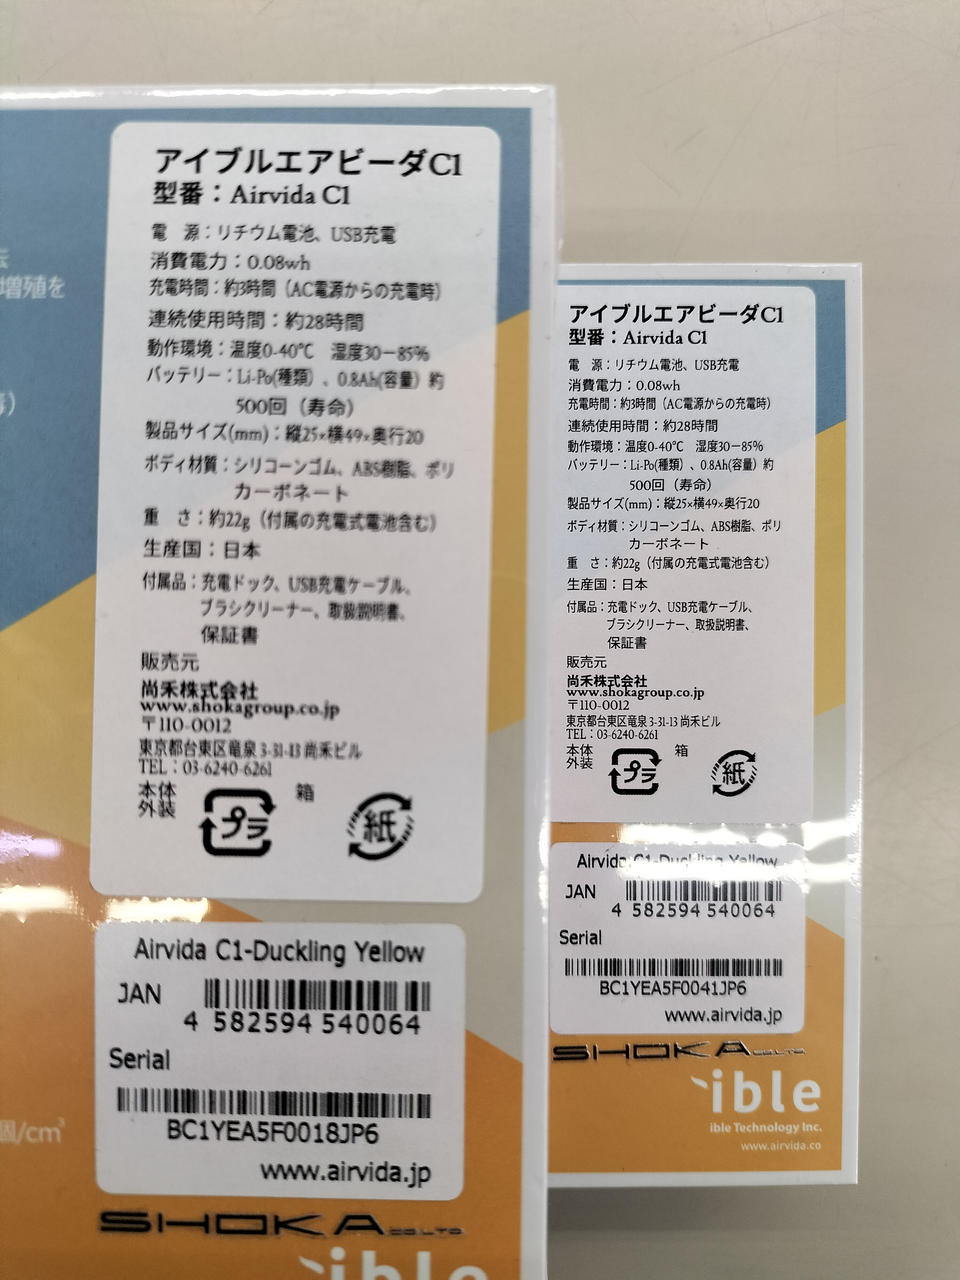 増殖を
個/cm³
アイブルエアビーダC1
型番：Airvida C1
電　源：リチウム電池、USB充電
消費電力：0.08wh
充電時間：約3時間（AC電源からの充電時）
連続使用時間：約28時間
動作環境：温度0-40℃　湿度30－85%
バッテリー：Li-Po(種類）、0.8Ah(容量）約
500回（寿命）
製品サイズ(mm)：縦25×横49×奥行20
ボディ材質：シリコーンゴム、ABS樹脂、ポリ
カーボネート
重　さ：約22g（付属の充電式電池含む）
生産国：日本
付属品：充電ドック、USB充電ケーブル、
ブラシクリーナー、取扱説明書、
保証書
販売元
尚禾株式会社
www.shokagroup.co.jp
〒110-0012
東京都台東区竜泉 3-31-13 尚禾ビル
TEL：03-6240-6261
本体 プラ 箱 紙
外装
Airvida C1-Duckling Yellow
JAN
4 582594 540064
Serial
BC1YEA5F0018JP6
www.airvida.jp
SHOKA CO.,LTD
ible
アイブルエアビーダC1
型番：Airvida C1
電　源：リチウム電池、USB充電
消費電力：0.08wh
充電時間：約3時間（AC電源からの充電時）
連続使用時間：約28時間
動作環境：温度0-40℃　湿度30－85%
バッテリー：Li-Po(種類）、0.8Ah(容量）約
500回（寿命）
製品サイズ(mm)：縦25×横49×奥行20
ボディ材質：シリコーンゴム、ABS樹脂、ポリ
カーボネート
重　さ：約22g（付属の充電式電池含む）
生産国：日本
付属品：充電ドック、USB充電ケーブル、
ブラシクリーナー、取扱説明書、
保証書
販売元
尚禾株式会社
www.shokagroup.co.jp
〒110-0012
東京都台東区竜泉 3-31-13 尚禾ビル
TEL：03-6240-6261
本体 プラ 箱 紙
外装
Airvida C1-Duckling Yellow
JAN
4 582594 540064
Serial
BC1YEA5F0041JP6
www.airvida.jp
SHOKA CO.,LTD
ible
ible Technology Inc.
www.airvida.co